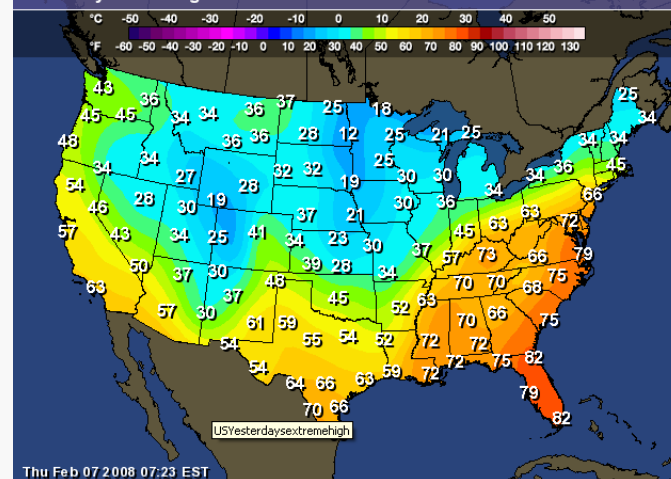 °C -50 -40 -30 -20 -10 0 10 20 30 40 50
°F -60 -50 -40 -30 -20 -10 0 10 20 30 40 50 60 70 80 90 100 110 120 130
43 36 34 34 36 37 25 18 25
45 45 36 36 28 12 25 21 25 34
48 34 34 27 28 32 32 19 25 30 30 34 34 36 34 34 45
54 46 28 30 19 37 21 30 36 45 63 63 66
57 43 34 25 41 34 23 30 37 57 73 66 72 79
50 37 30 39 28 34 70 70 68 75
63 57 30 37 48 45 52 63 70 66 75
54 61 59 55 54 52 72 72 75 82
54 64 66 63 59 72 72 79
70 66 82
USYesterdaysextremehigh
Thu Feb 07 2008 07:23 EST